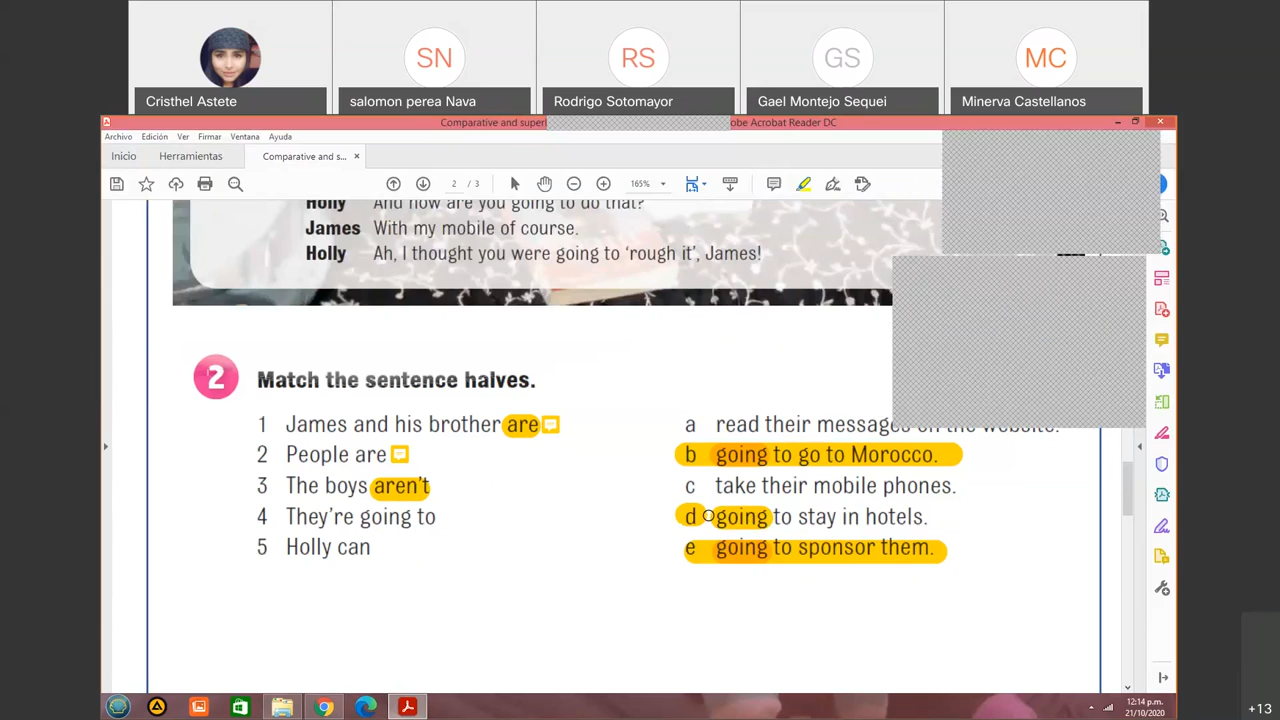 SN
RS
GS
MC
Cristhel Astete
salomon perea Nava
Rodrigo Sotomayor
Gael Montejo Sequei
Minerva Castellanos
Comparative and superl
obe Acrobat Reader DC
Archivo Edición Ver Firmar Ventana Ayuda
Inicio Herramientas Comparative and s...
2 / 3 165%
Holly And how are you going to do that?
James With my mobile of course.
Holly Ah, I thought you were going to ‘rough it’, James!
2 Match the sentence halves.
1 James and his brother are a read their messages on the website.
2 People are b going to go to Morocco.
3 The boys aren't c take their mobile phones.
4 They're going to d going to stay in hotels.
5 Holly can e going to sponsor them.
12:14 p.m.
21/10/2020
+13